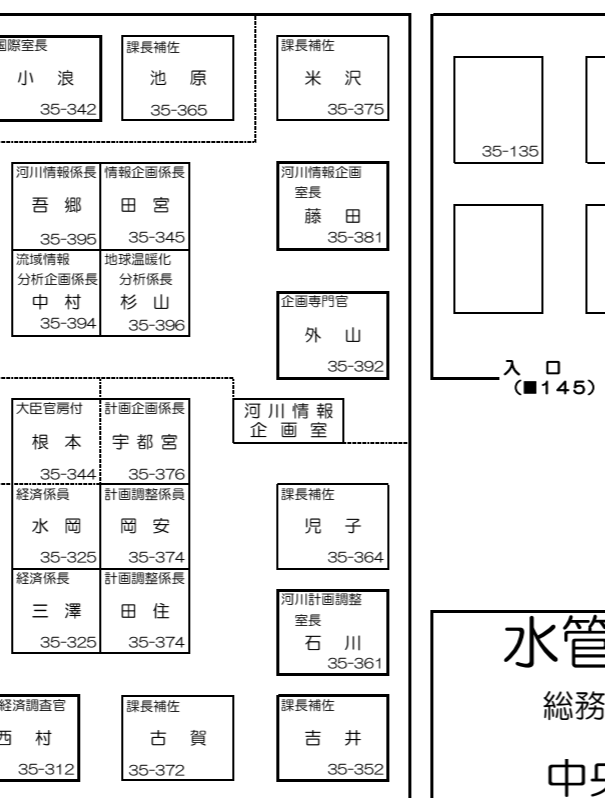 国際室長
小 浪
35-342
課長補佐
池 原
35-365
課長補佐
米 沢
35-375
河川情報係長
吾 郷
35-395
情報企画係長
田 宮
35-345
河川情報企画
室長
藤 田
35-381
流域情報
分析企画係長
中 村
35-394
地球温暖化
分析係長
杉 山
35-396
企画専門官
外 山
35-392
大臣官房付
根 本
35-344
計画企画係長
宇 都 宮
35-376
河 川 情 報
企 画 室
経済係員
水 岡
35-325
計画調整係員
岡 安
35-374
課長補佐
児 子
35-364
経済係長
三 澤
35-325
計画調整係長
田 住
35-374
河川計画調整
室長
石 川
35-361
経済調査官
西 村
35-312
課長補佐
古 賀
35-372
課長補佐
吉 井
35-352
35-135
入 口
(■145)
水管
総務
中央